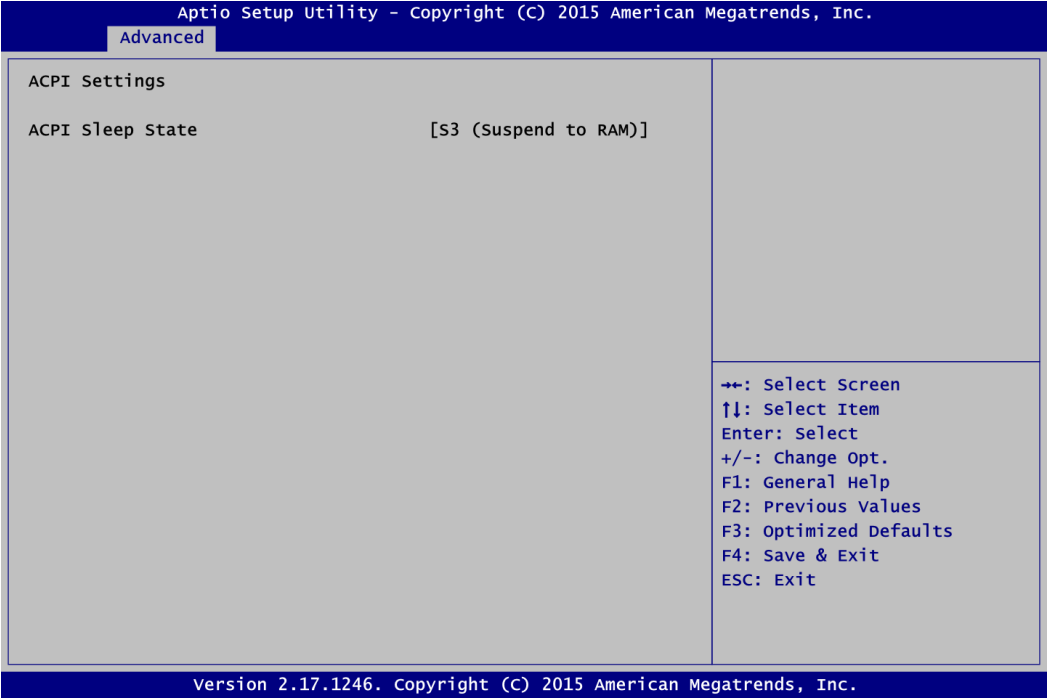 Aptio Setup Utility - Copyright (C) 2015 American Megatrends, Inc.
Advanced
ACPI Settings
ACPI Sleep State [S3 (Suspend to RAM)]
→←: Select Screen
↑↓: Select Item
Enter: Select
+/-: Change Opt.
F1: General Help
F2: Previous Values
F3: Optimized Defaults
F4: Save & Exit
ESC: Exit
Version 2.17.1246. Copyright (C) 2015 American Megatrends, Inc.